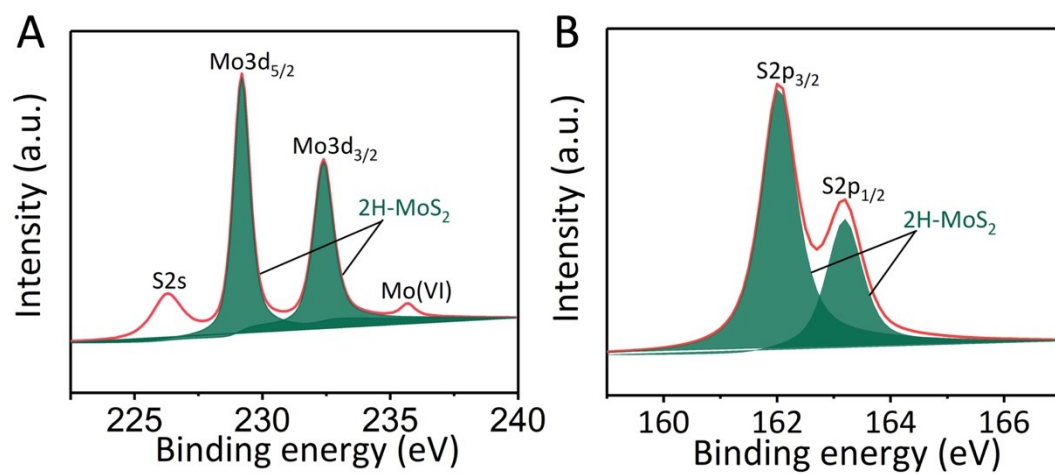 A
Intensity (a.u.)
Mo3d5/2
Mo3d3/2
2H-MoS2
S2s
Mo(VI)
225
230
235
240
Binding energy (eV)
B
Intensity (a.u.)
S2p3/2
S2p1/2
2H-MoS2
160
162
164
166
Binding energy (eV)